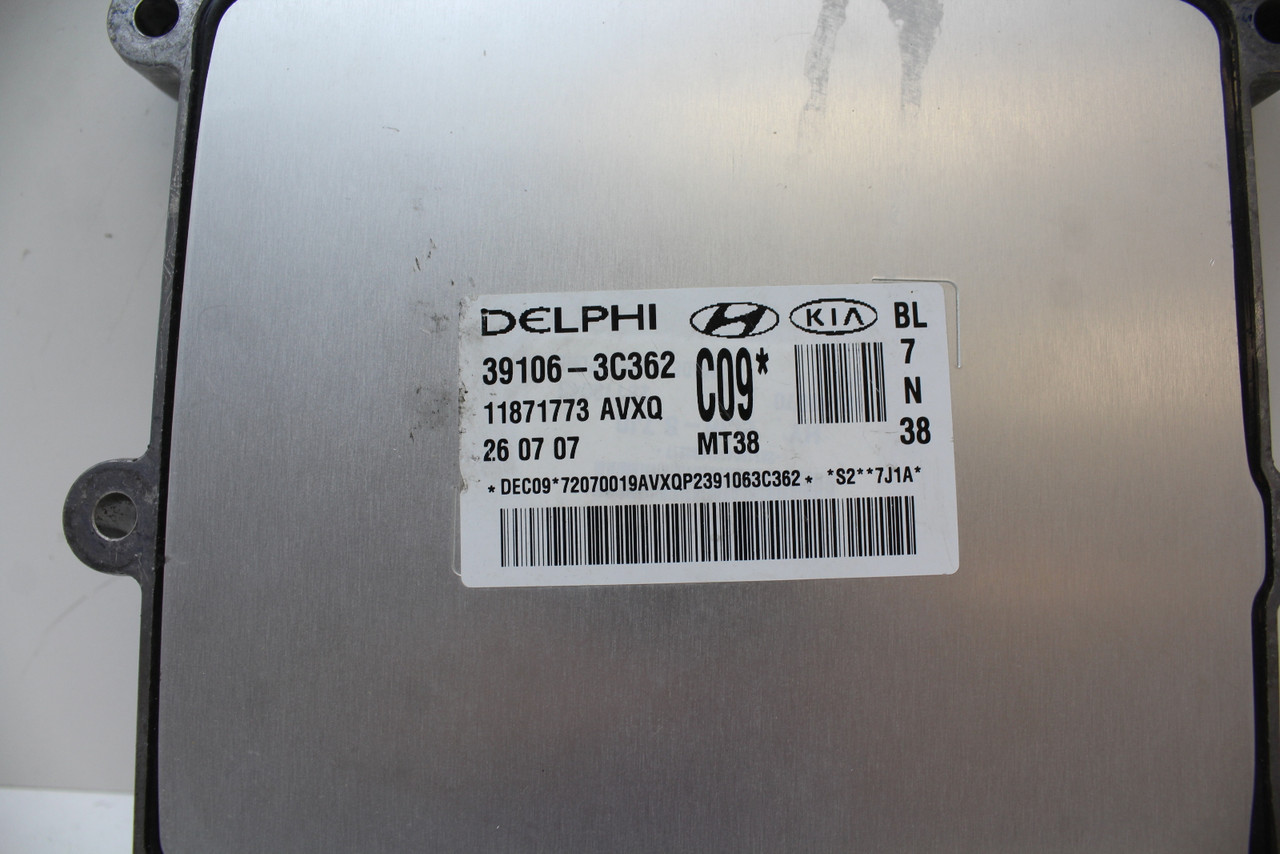 DELPHI KIA BL
39106-3C362 C09* 7
11871773 AVXQ N
26 07 07 MT38 38
*DEC09*72070019AVXQP2391063C362* *S2**7J1A*